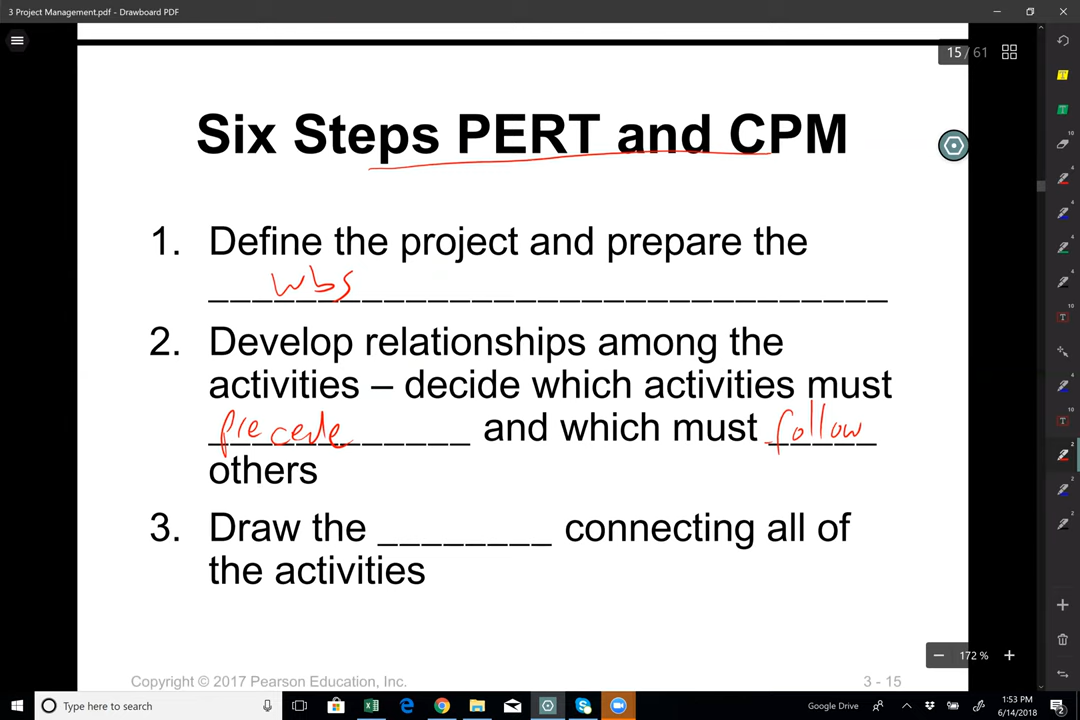 3 Project Management.pdf - Drawboard PDF
15 / 61
Six Steps PERT and CPM
1. Define the project and prepare the
wbs
2. Develop relationships among the
activities – decide which activities must
precede and which must follow
others
3. Draw the ________ connecting all of
the activities
172 %
Copyright © 2017 Pearson Education, Inc.
3 - 15
Type here to search
Google Drive
1:53 PM
6/14/2018